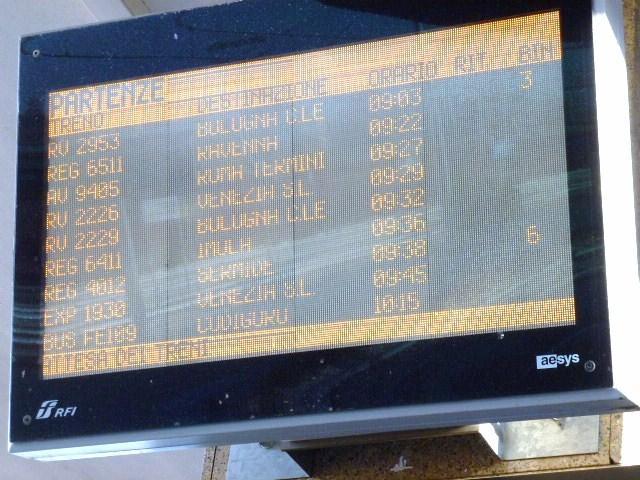 PARTENZE
TRENO DESTINAZIONE ORARIO RIT BIN
RV 2953 BOLOGNA C.LE 09:03 3
REG 6511 RAVENNA 09:22
AV 9405 ROMA TERMINI 09:27
RV 2226 VENEZIA S.L. 09:29
RV 2229 BOLOGNA C.LE 09:32
REG 6411 IMOLA 09:36
REG 4012 SERMIDE 09:38 6
EXP 1930 VENEZIA S.L. 09:45
BUS FE109 CODIGORO 10:15
ATTESA DEI TRENI
RFI
aesys